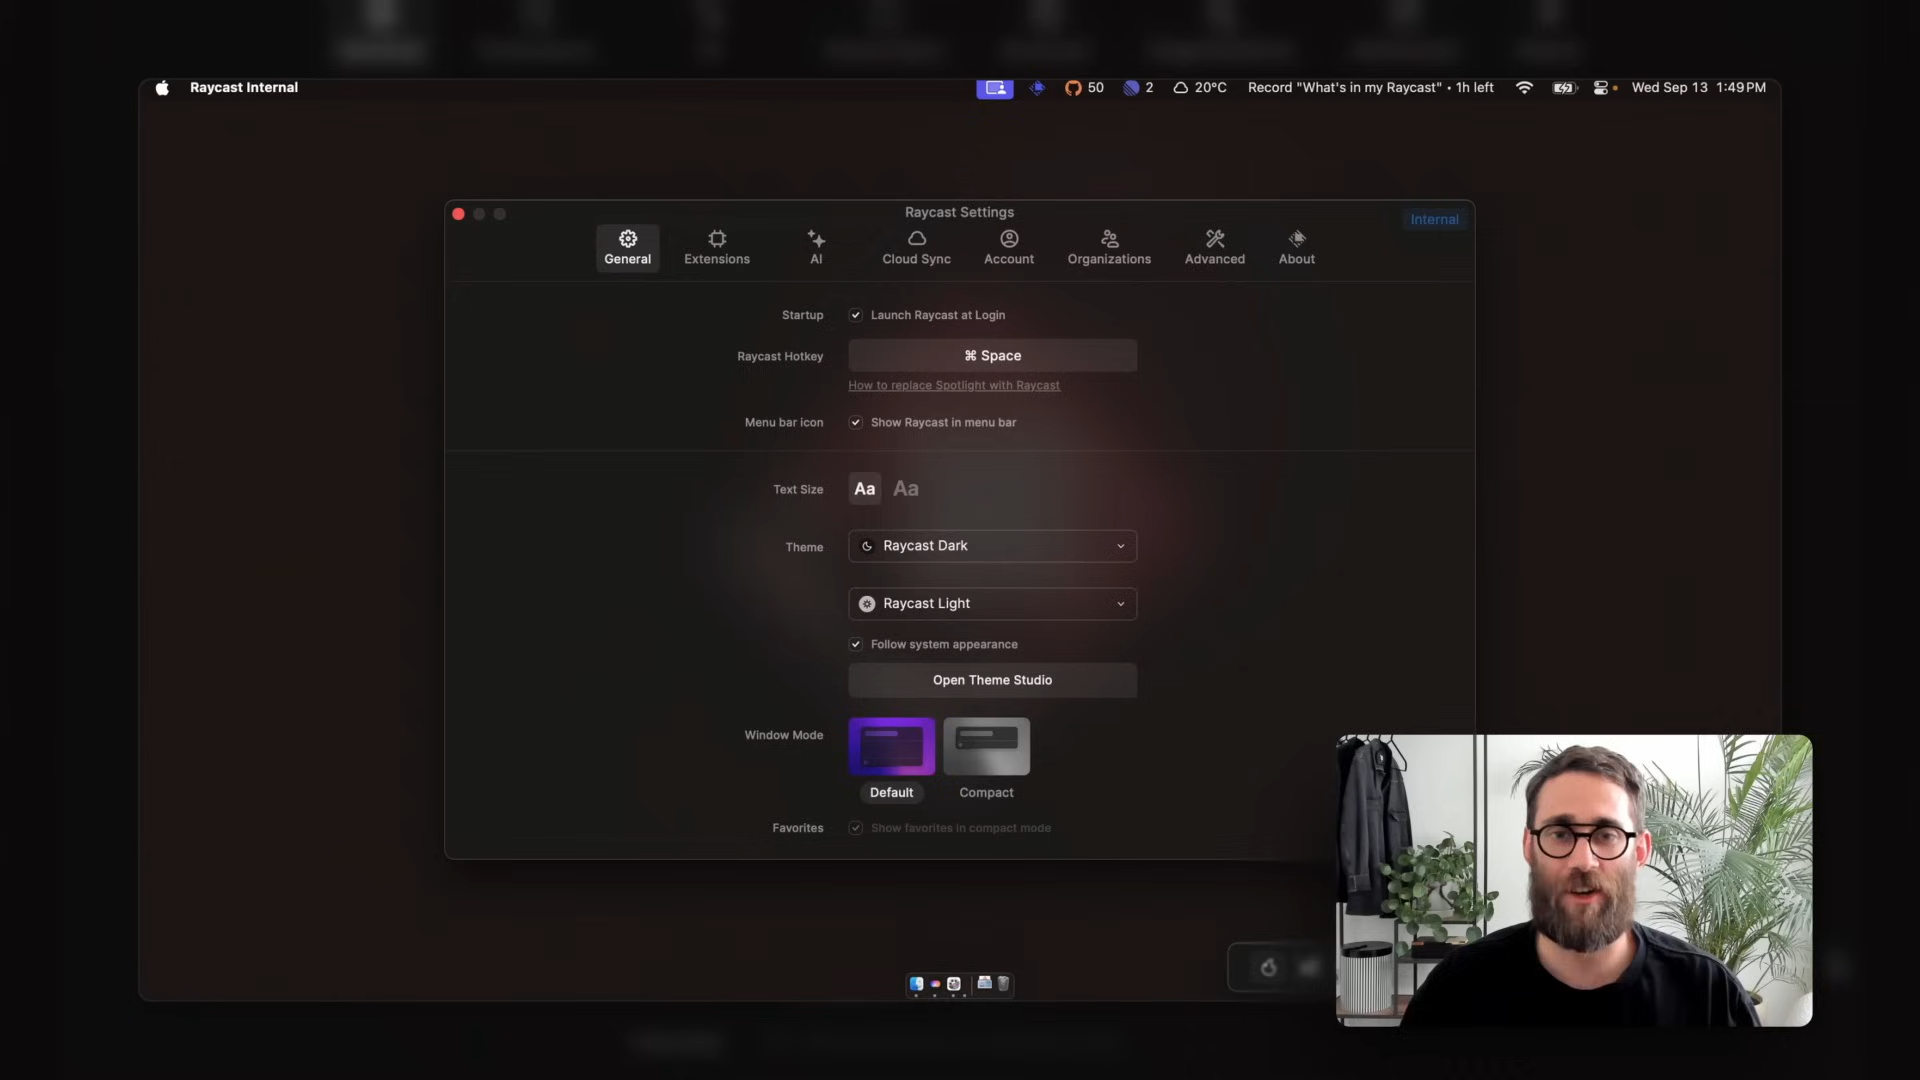 Raycast Internal
50
2
20°C
Record "What's in my Raycast" • 1h left
Wed Sep 13 1:49 PM
Raycast Settings
Internal
General
Extensions
AI
Cloud Sync
Account
Organizations
Advanced
About
Startup
Launch Raycast at Login
Raycast Hotkey
⌘ Space
How to replace Spotlight with Raycast
Menu bar icon
Show Raycast in menu bar
Text Size
Aa
Aa
Theme
Raycast Dark
Raycast Light
Follow system appearance
Open Theme Studio
Window Mode
Default
Compact
Favorites
Show favorites in compact mode